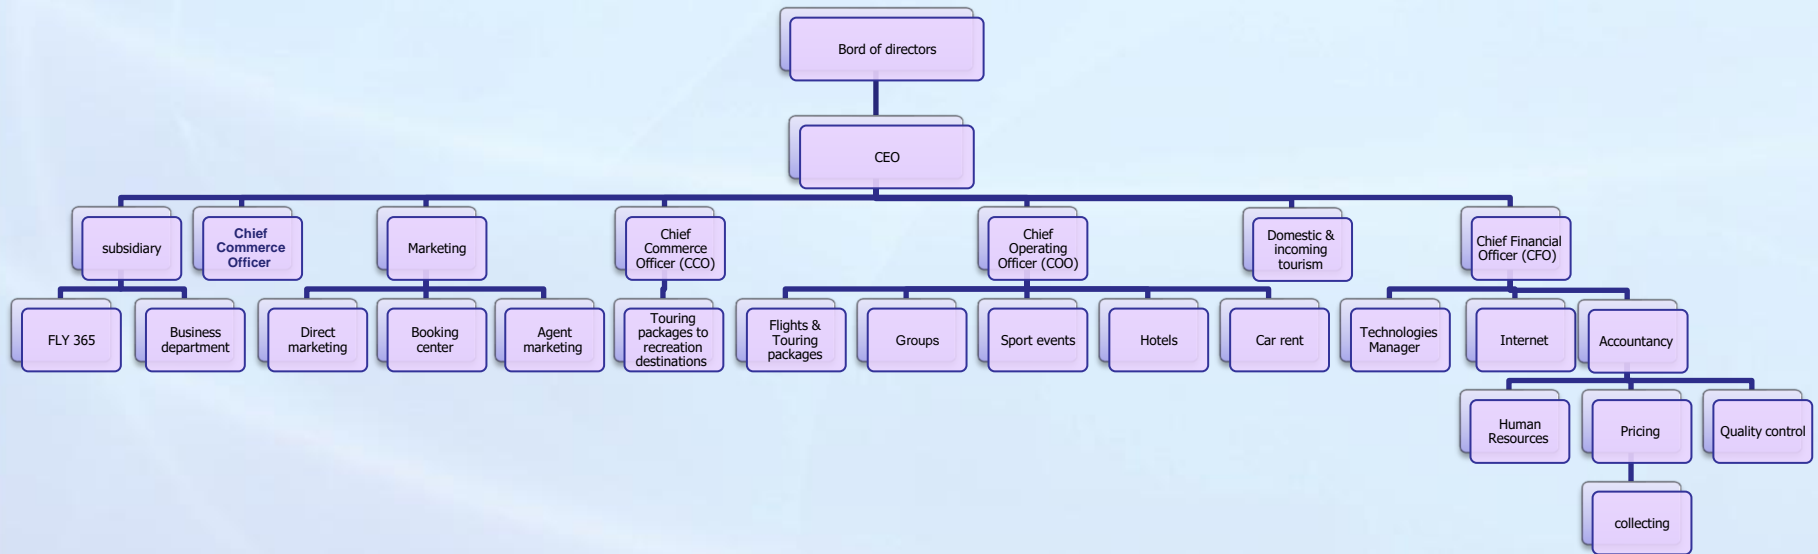 Bord of directors
CEO
subsidiary
Chief
Commerce
Officer
Marketing
Chief
Commerce
Officer (CCO)
Chief
Operating
Officer (COO)
Domestic &
incoming
tourism
Chief Financial
Officer (CFO)
FLY 365
Business
department
Direct
marketing
Booking
center
Agent
marketing
Touring
packages to
recreation
destinations
Flights &
Touring
packages
Groups
Sport events
Hotels
Car rent
Technologies
Manager
Internet
Accountancy
Human
Resources
Pricing
Quality control
collecting